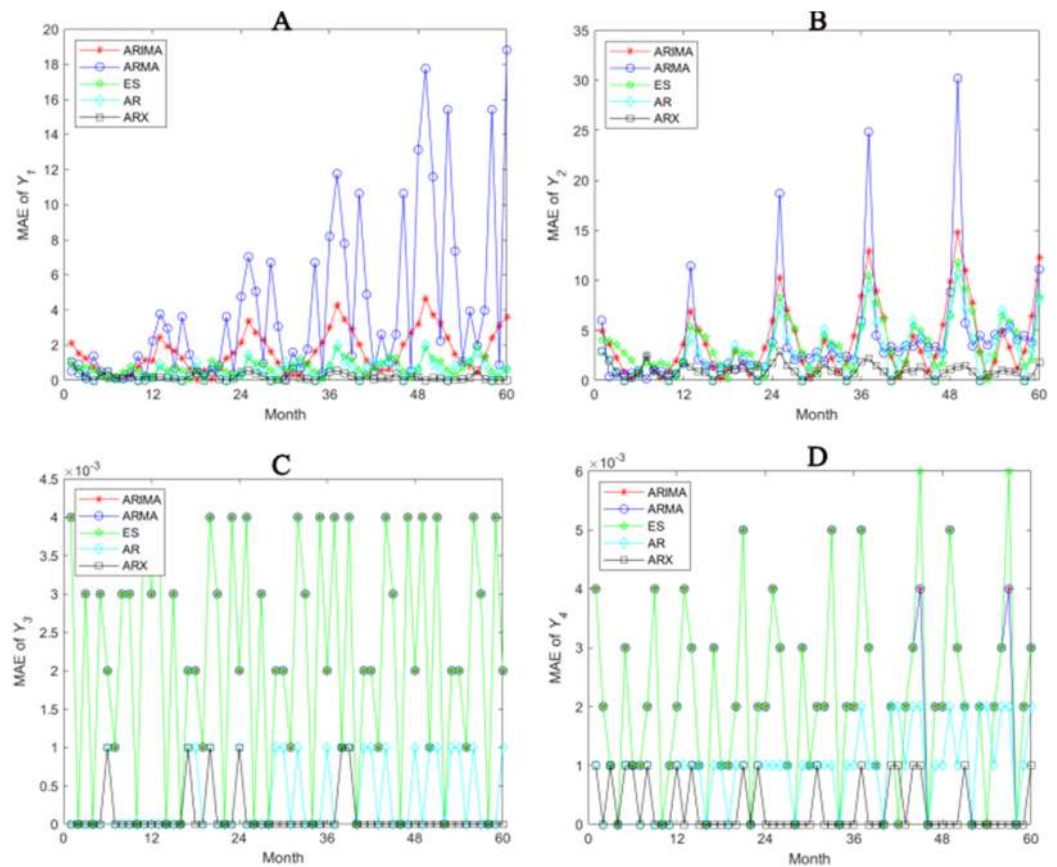 A
20
18
16
14
12
10
8
6
4
2
0
MAE of Y1
ARIMA
ARMA
ES
AR
ARX
0 12 24 36 48 60
Month
B
35
30
25
20
15
10
5
0
MAE of Y2
ARIMA
ARMA
ES
AR
ARX
0 12 24 36 48 60
Month
C
×10-3
4.5
4
3.5
3
2.5
2
1.5
1
0.5
0
MAE of Y3
ARIMA
ARMA
ES
AR
ARX
0 12 24 36 48 60
Month
D
×10-3
6
5
4
3
2
1
0
MAE of Y4
ARIMA
ARMA
ES
AR
ARX
0 12 24 36 48 60
Month